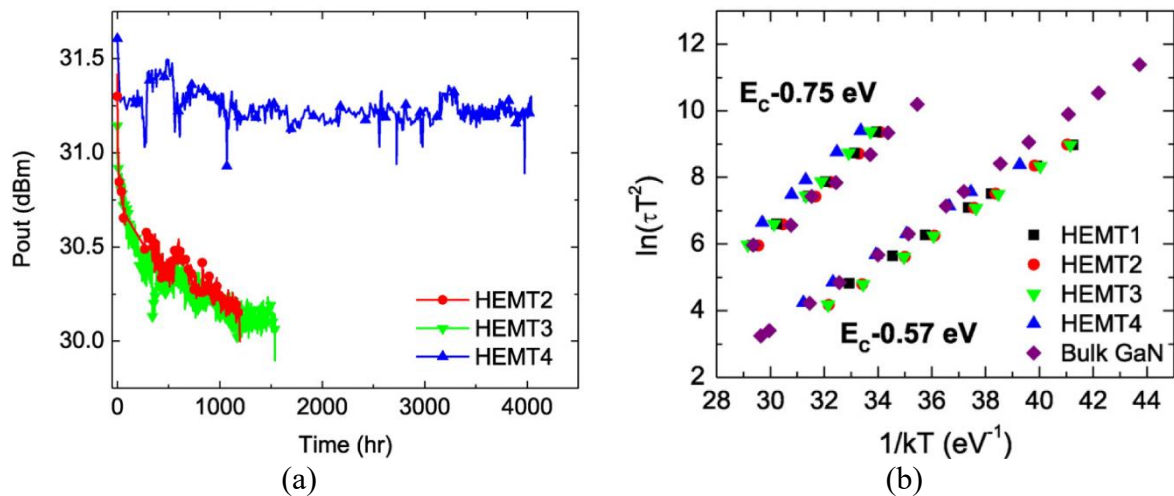 31.5
31.0
30.5
30.0
Pout (dBm)
0
1000
2000
3000
4000
Time (hr)
HEMT2
HEMT3
HEMT4
(a)
12
10
8
6
4
2
ln(τT²)
28 30 32 34 36 38 40 42 44
1/kT (eV⁻¹)
E_C-0.75 eV
E_C-0.57 eV
HEMT1
HEMT2
HEMT3
HEMT4
Bulk GaN
(b)